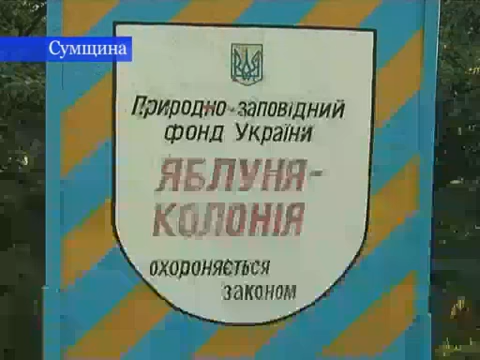 Сумщина
Природно-заповідний
фонд України
ЯБЛУНЯ-
КОЛОНІЯ
охороняється
законом